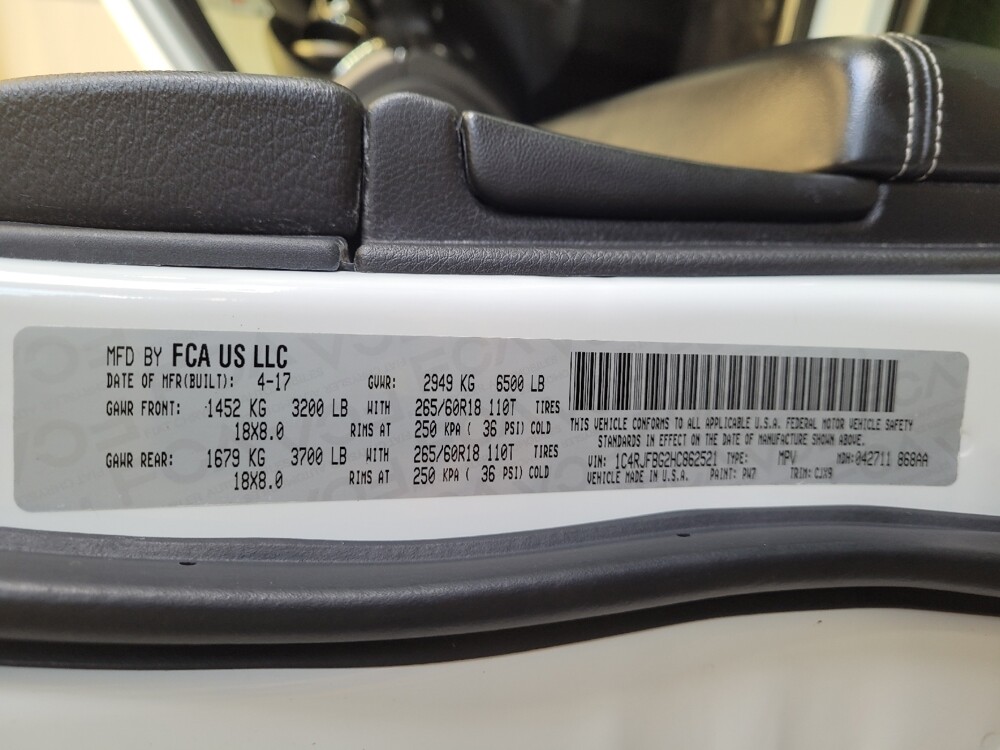 MFD BY FCA US LLC
DATE OF MFR(BUILT): 4-17 GVWR: 2949 KG 6500 LB
GAWR FRONT: 1452 KG 3200 LB WITH 265/60R18 110T TIRES
18X8.0 RIMS AT 250 KPA ( 36 PSI) COLD
GAWR REAR: 1679 KG 3700 LB WITH 265/60R18 110T TIRES
18X8.0 RIMS AT 250 KPA ( 36 PSI) COLD
THIS VEHICLE CONFORMS TO ALL APPLICABLE U.S.A. FEDERAL MOTOR VEHICLE SAFETY
STANDARDS IN EFFECT ON THE DATE OF MANUFACTURE SHOWN ABOVE.
VIN: 1C4RJFBG2HC862521 TYPE: MPV MDH:042711 868AA
VEHICLE MADE IN U.S.A. PAINT: PW7 TRIM: CJX9